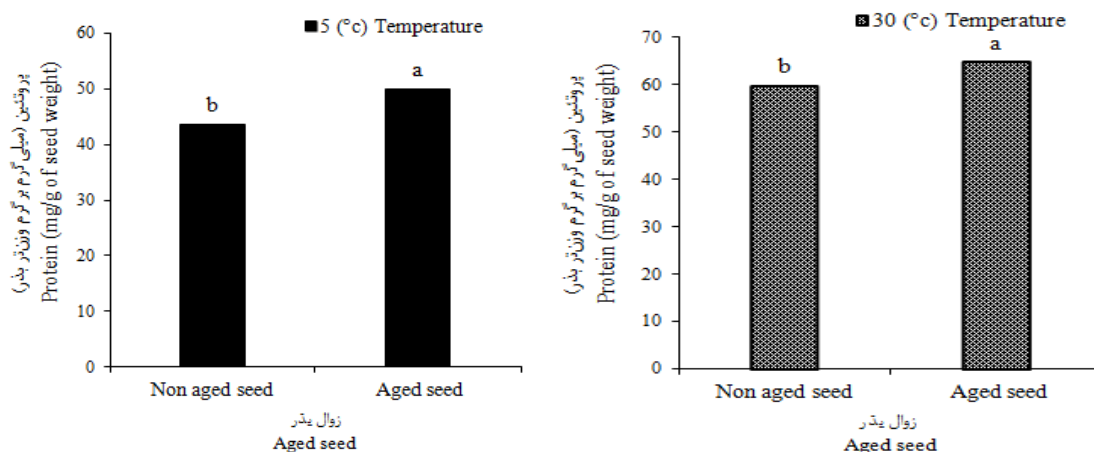 5 (°c) Temperature
60
50
40
30
20
10
0
b
a
پروتئین (میلی گرم بر گرم وزن‌تر بذر)
Protein (mg/g of seed weight)
Non aged seed
Aged seed
زوال بذر
Aged seed
30 (°c) Temperature
70
60
50
40
30
20
10
0
b
a
پروتئین (میلی گرم بر گرم وزن‌تر بذر)
Protein (mg/g of seed weight)
Non aged seed
Aged seed
زوال بذر
Aged seed